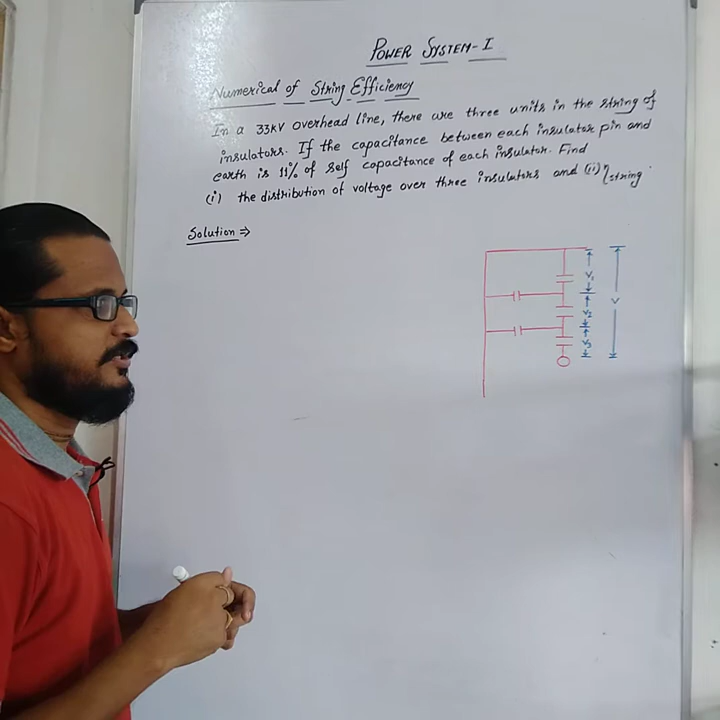 POWER SYSTEM-I
Numerical of String Efficiency
In a 33kV overhead line, there are three units in the string of
insulators. If the capacitance between each insulator pin and
earth is 11% of self capacitance of each insulator. Find
(i) the distribution of voltage over three insulators and (ii) η string
Solution ⇒
V1
V2
V
V3